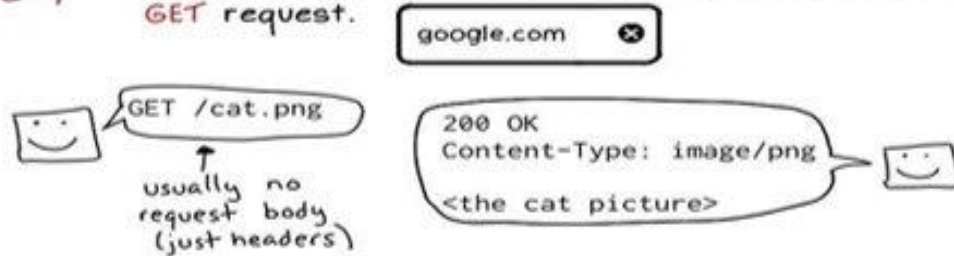 GET request.
google.com
GET /cat.png
usually no
request body
(just headers)
200 OK
Content-Type: image/png
<the cat picture>